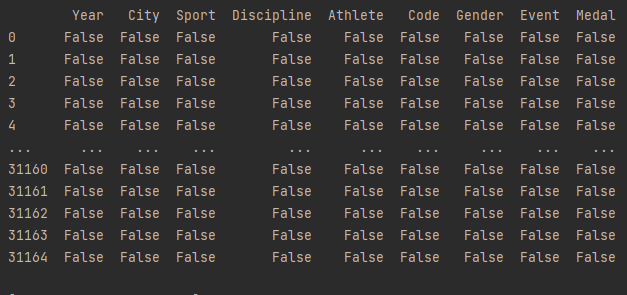 Year City Sport Discipline Athlete Code Gender Event Medal
0 False False False False False False False False False
1 False False False False False False False False False
2 False False False False False False False False False
3 False False False False False False False False False
4 False False False False False False False False False
... ... ... ... ... ... ... ... ... ...
31160 False False False False False False False False False
31161 False False False False False False False False False
31162 False False False False False False False False False
31163 False False False False False False False False False
31164 False False False False False False False False False